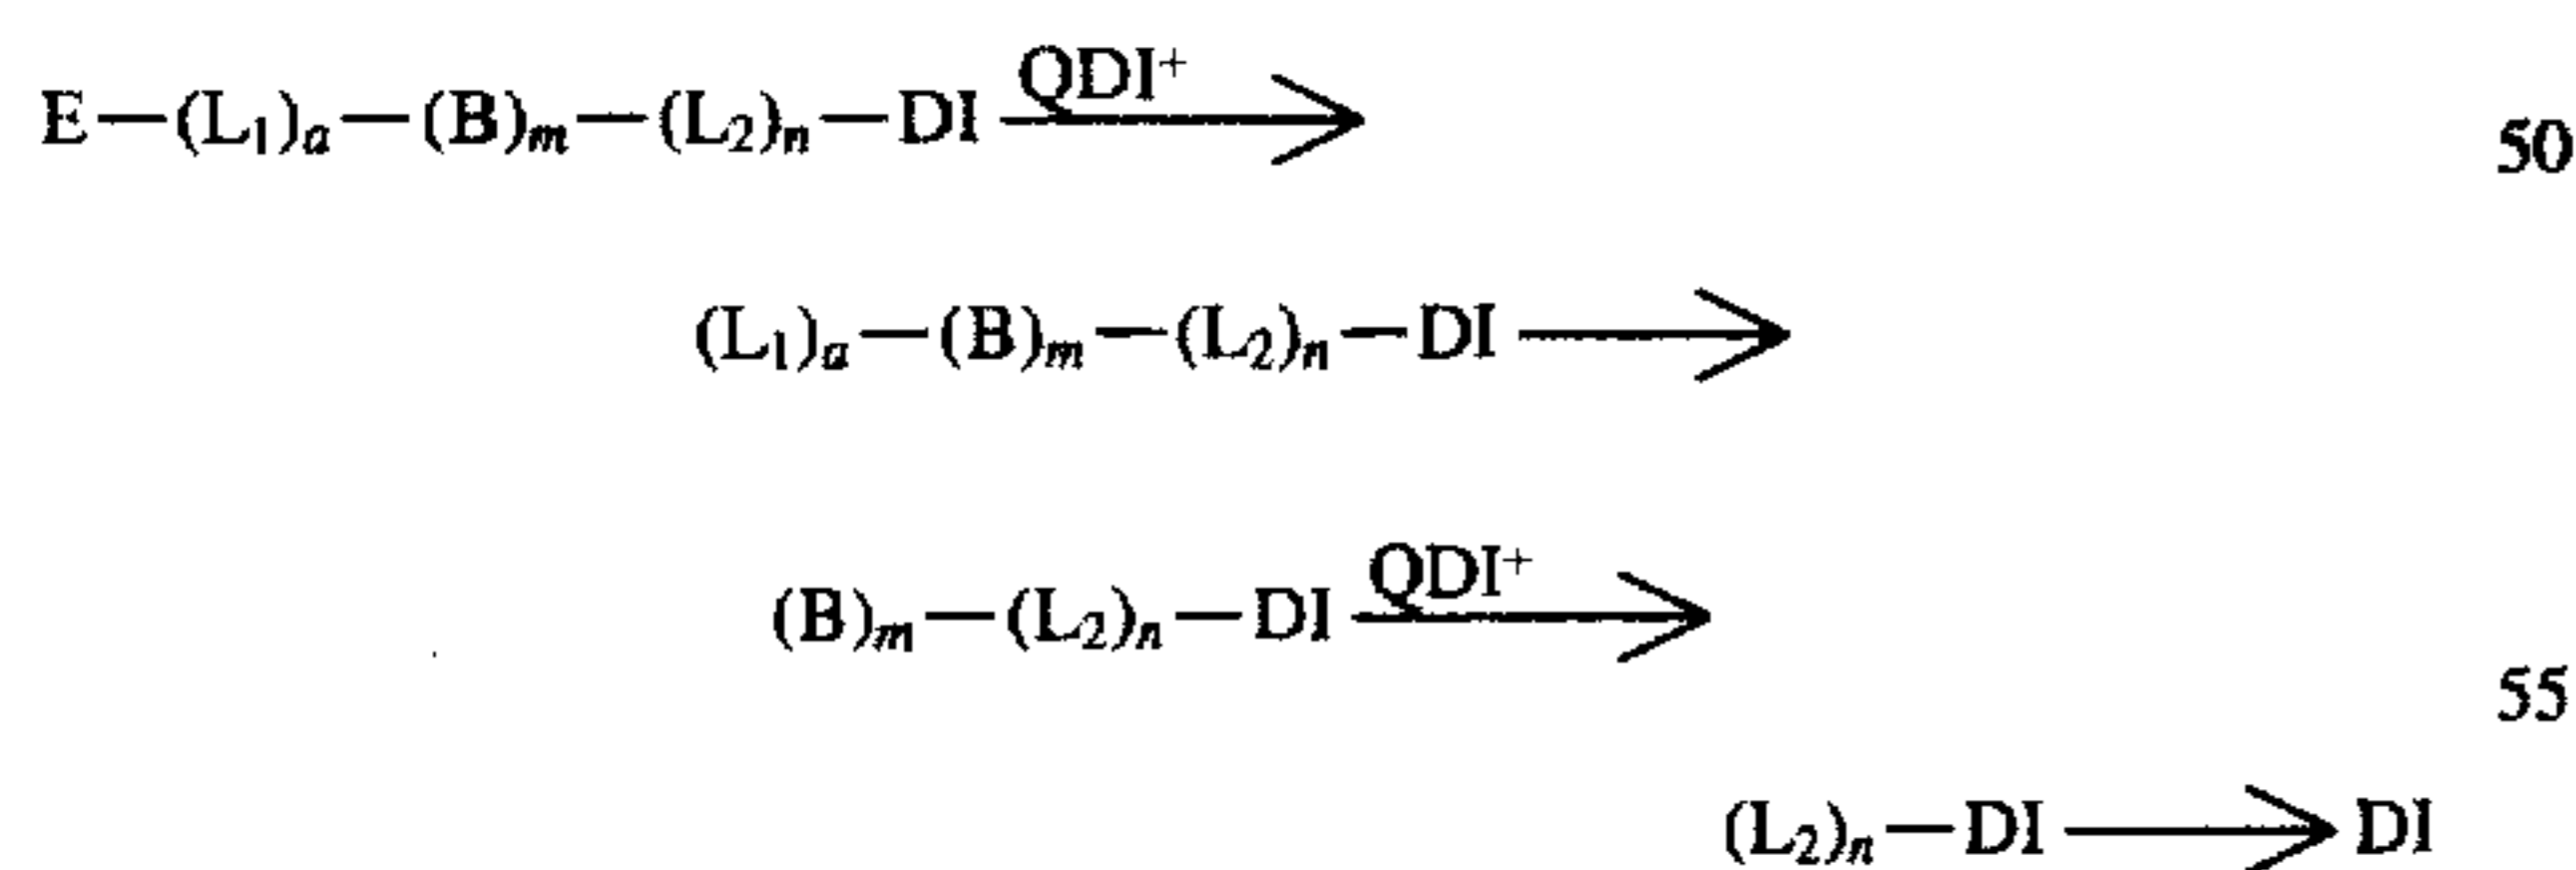 E—(L₁)ₐ—(B)ₘ—(L₂)ₙ—DI QDI⁺ → 50
(L₁)ₐ—(B)ₘ—(L₂)ₙ—DI →
(B)ₘ—(L₂)ₙ—DI QDI⁺ →
55
(L₂)ₙ—DI → DI